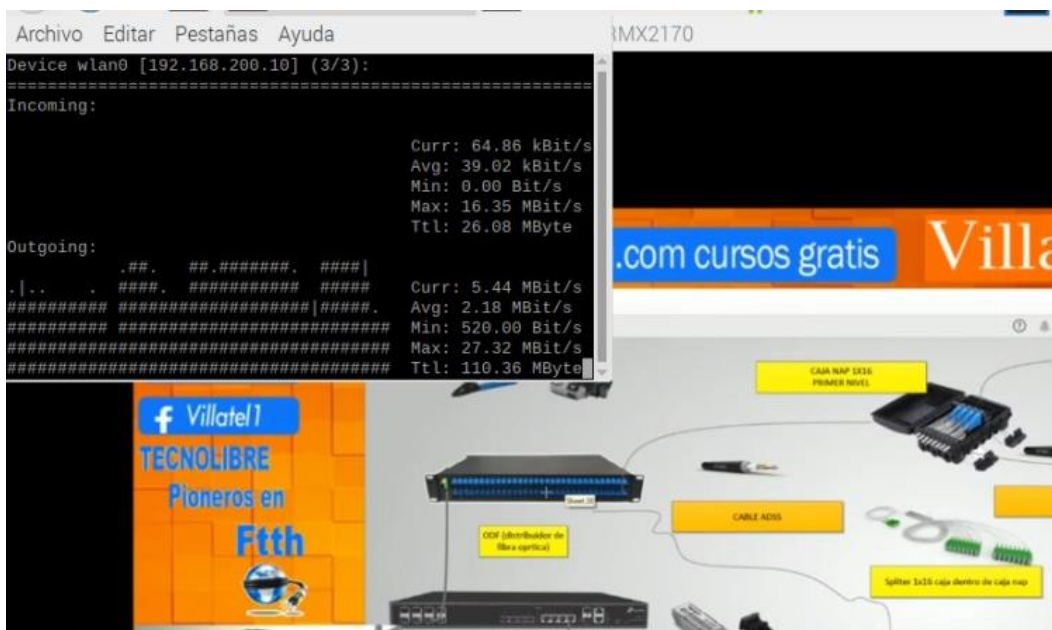 Archivo Editar Pestañas Ayuda
MX2170
Device wlan0 [192.168.200.10] (3/3):
==========================================================
Incoming:
Curr: 64.86 kBit/s
Avg: 39.02 kBit/s
Min: 0.00 Bit/s
Max: 16.35 MBit/s
Ttl: 26.08 MByte
Outgoing:
Curr: 5.44 MBit/s
Avg: 2.18 MBit/s
Min: 520.00 Bit/s
Max: 27.32 MBit/s
Ttl: 110.36 MByte
.com cursos gratis
Villa
Villatel1
TECNOLIBRE
Pioneros en
Ftth
CAJA NAP 1X16
PRIMER NIVEL
Sheet.10
CABLE ADSS
ODF (distribuidor de
fibra oprtica)
Spliter 1x16 caja dentro de caja nap